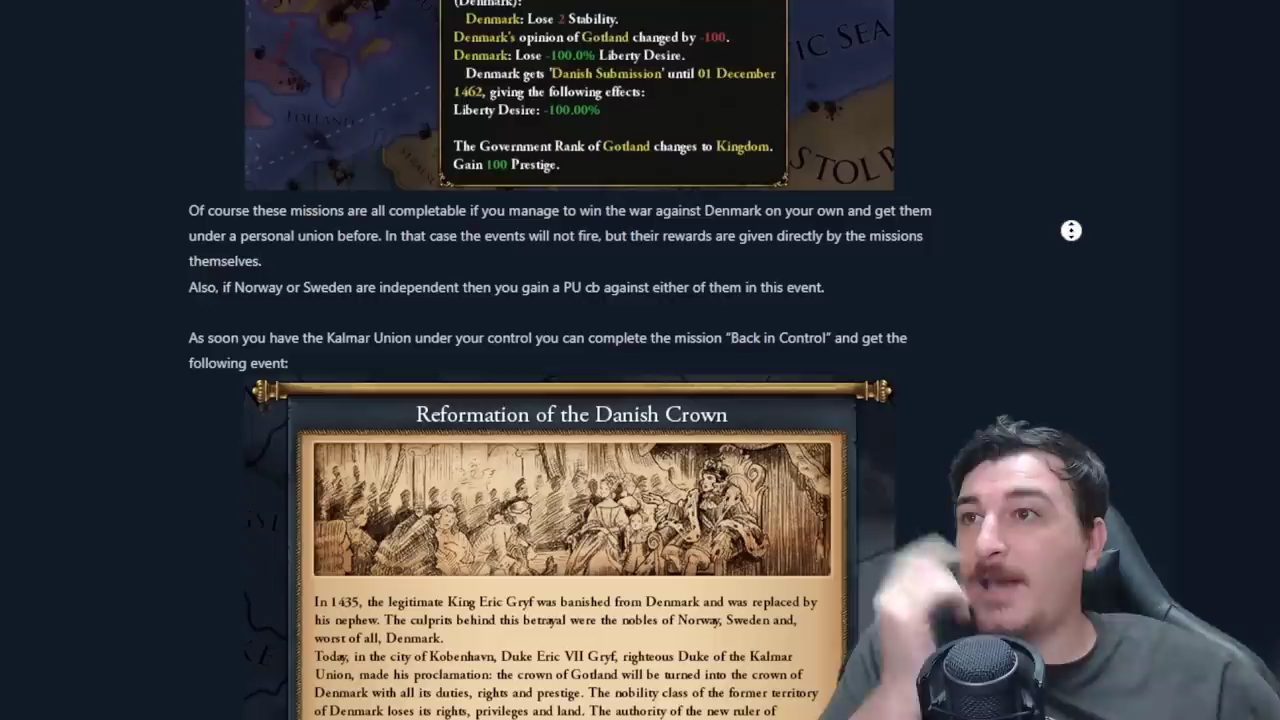 (Denmark):
Denmark: Lose 2 Stability.
Denmark's opinion of Gotland changed by -100.
Denmark: Lose -100.0% Liberty Desire.
Denmark gets 'Danish Submission' until 01 December
1462, giving the following effects:
Liberty Desire: -100.00%
The Government Rank of Gotland changes to Kingdom.
Gain 100 Prestige.
IC SEA
STOLP
Of course these missions are all completable if you manage to win the war against Denmark on your own and get them
under a personal union before. In that case the events will not fire, but their rewards are given directly by the missions
themselves.
Also, if Norway or Sweden are independent then you gain a PU cb against either of them in this event.
As soon you have the Kalmar Union under your control you can complete the mission “Back in Control” and get the
following event:
Reformation of the Danish Crown
In 1435, the legitimate King Eric Gryf was banished from Denmark and was replaced by
his nephew. The culprits behind this betrayal were the nobles of Norway, Sweden and,
worst of all, Denmark.
Today, in the city of Kobenhavn, Duke Eric VII Gryf, righteous Duke of the Kalmar
Union, made his proclamation: the crown of Gotland will be turned into the crown of
Denmark with all its duties, rights and prestige. The nobility class of the former territory
of Denmark loses its rights, privileges and land. The authority of the new ruler of